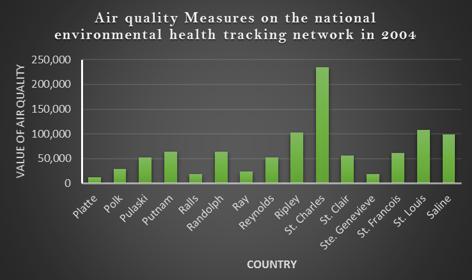 Air quality Measures on the national
environmental health tracking network in 2004
VALUE OF AIR QUALITY
250,000
200,000
150,000
100,000
50,000
0
Platte
Polk
Pulaski
Putnam
Ralls
Randolph
Ray
Reynolds
Ripley
St. Charles
St. Clair
Ste. Genevieve
St. Francois
St. Louis
Saline
COUNTRY